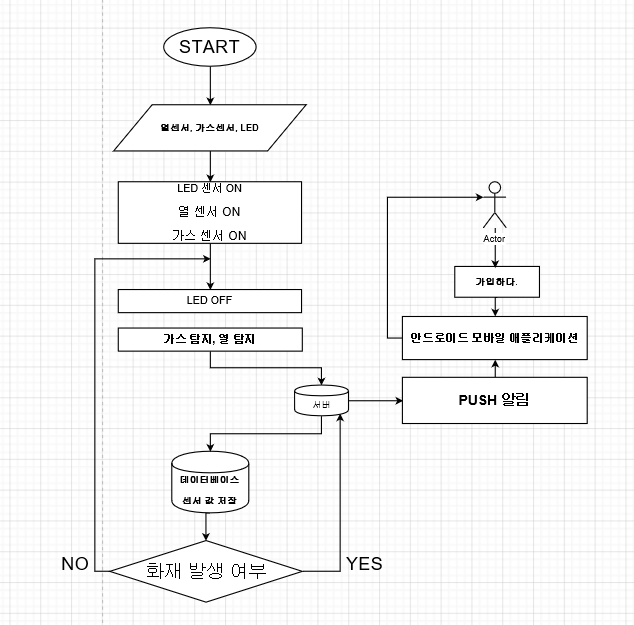 START
열센서, 가스센서, LED
LED 센서 ON
열 센서 ON
가스 센서 ON
LED OFF
가스 탐지, 열 탐지
서버
데이터베이스
센서 값 저장
화재 발생 여부
NO
YES
Actor
가입하다.
안드로이드 모바일 애플리케이션
PUSH 알림